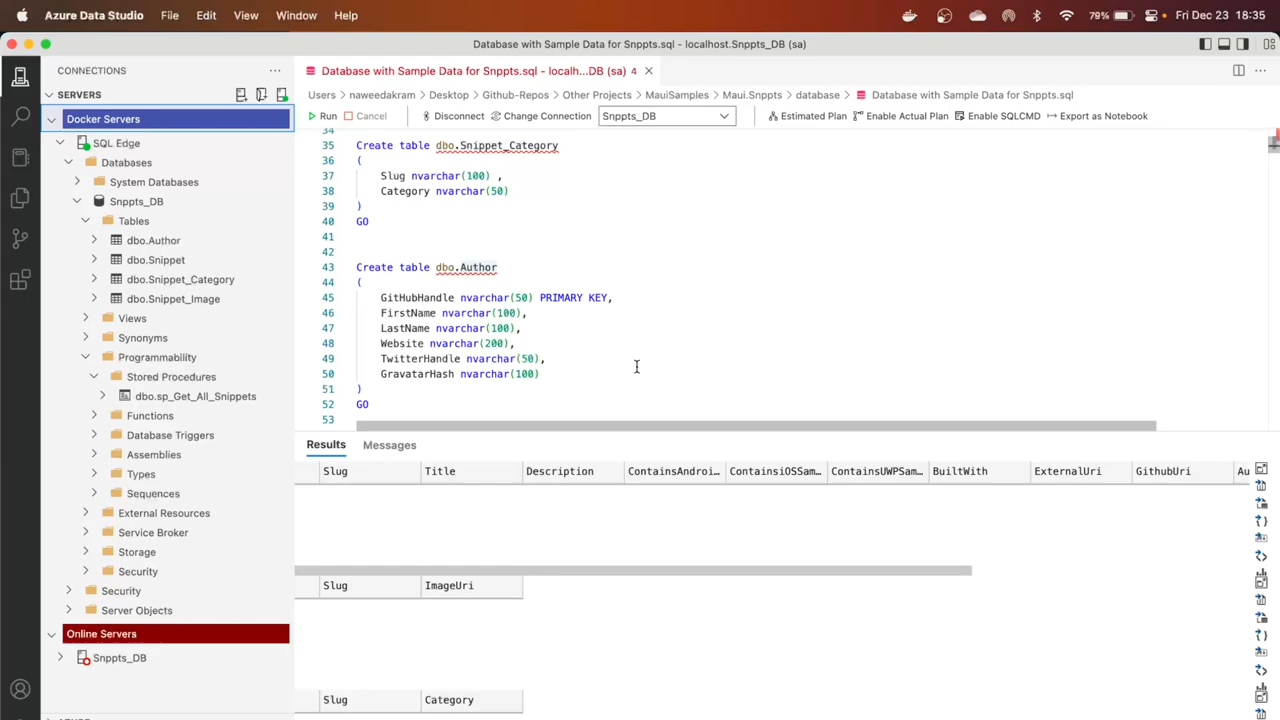 Azure Data Studio File Edit View Window Help 79% Fri Dec 23 18:35
Database with Sample Data for Snppts.sql - localhost.Snppts_DB (sa)
CONNECTIONS
SERVERS
Docker Servers
SQL Edge
Databases
System Databases
Snppts_DB
Tables
dbo.Author
dbo.Snippet
dbo.Snippet_Category
dbo.Snippet_Image
Views
Synonyms
Programmability
Stored Procedures
dbo.sp_Get_All_Snippets
Functions
Database Triggers
Assemblies
Types
Sequences
External Resources
Service Broker
Storage
Security
Security
Server Objects
Online Servers
Snppts_DB
Database with Sample Data for Snppts.sql - localh...DB (sa) 4
Users naweedakram Desktop Github-Repos Other Projects MauiSamples Maui.Snppts database Database with Sample Data for Snppts.sql
Run Cancel Disconnect Change Connection Snppts_DB Estimated Plan Enable Actual Plan Enable SQLCMD Export as Notebook
34
35 Create table dbo.Snippet_Category
36 (
37 Slug nvarchar(100) ,
38 Category nvarchar(50)
39 )
40 GO
41
42
43 Create table dbo.Author
44 (
45 GitHubHandle nvarchar(50) PRIMARY KEY,
46 FirstName nvarchar(100),
47 LastName nvarchar(100),
48 Website nvarchar(200),
49 TwitterHandle nvarchar(50),
50 GravatarHash nvarchar(100)
51 )
52 GO
53
Results Messages
Slug Title Description ContainsAndroi... ContainsiOSSam... ContainsUWPSam... BuiltWith ExternalUri GithubUri Au
Slug ImageUri
Slug Category